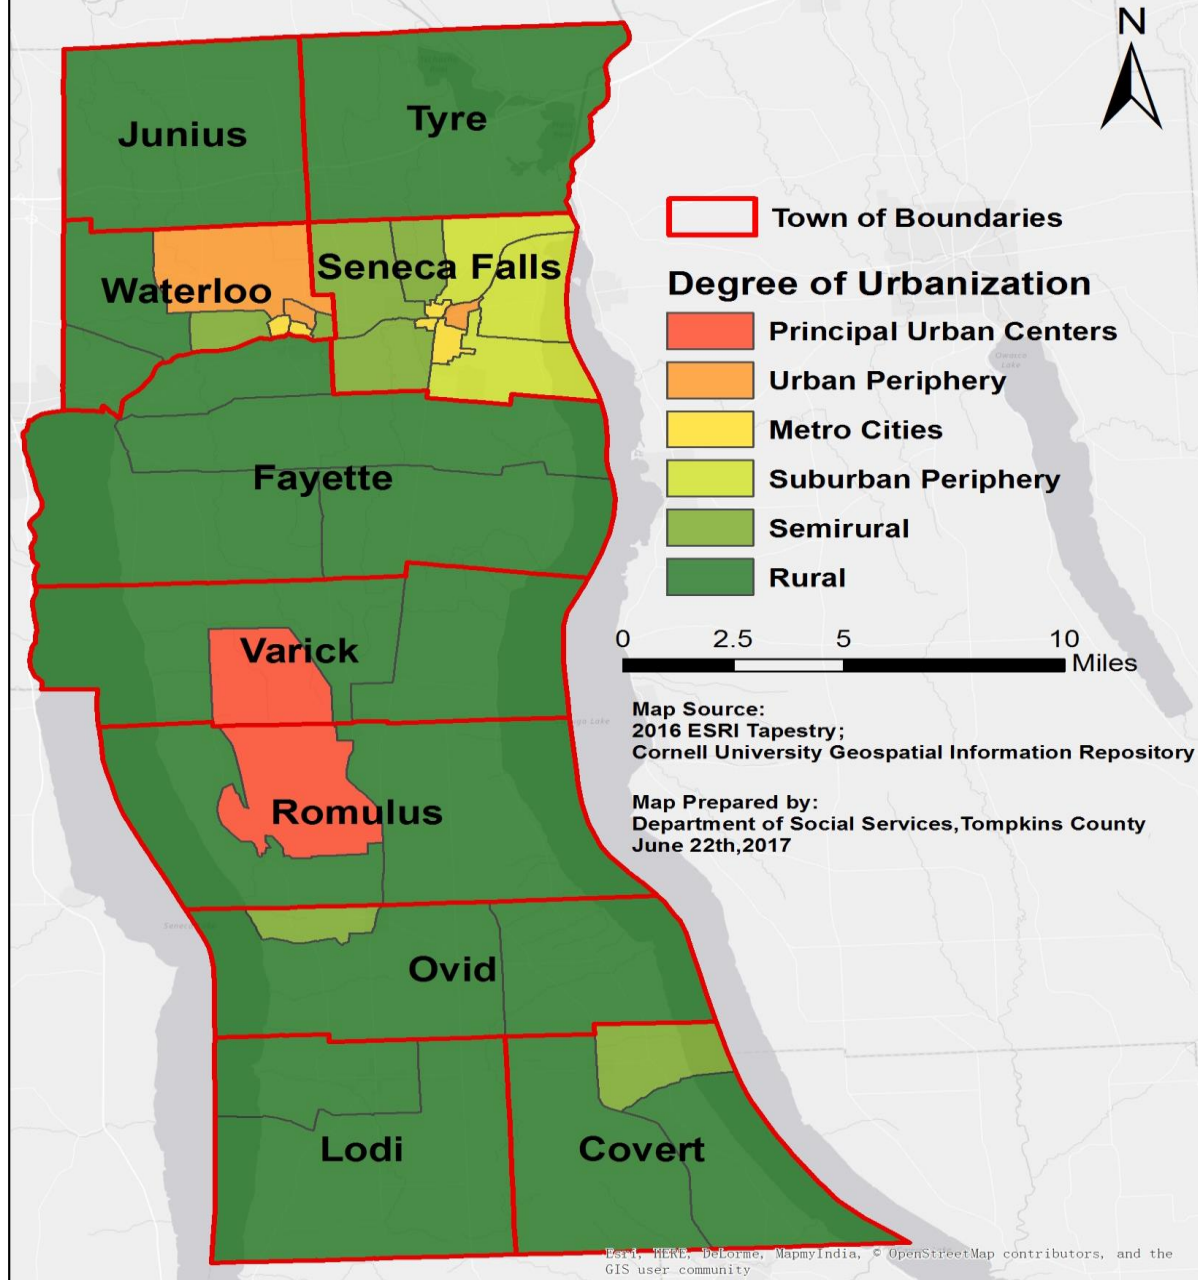 N
Junius
Tyre
Waterloo
Seneca Falls
Fayette
Varick
Romulus
Ovid
Lodi
Covert
Town of Boundaries
Degree of Urbanization
Principal Urban Centers
Urban Periphery
Metro Cities
Suburban Periphery
Semirural
Rural
0 2.5 5 10
Miles
Map Source:
2016 ESRI Tapestry;
Cornell University Geospatial Information Repository
Map Prepared by:
Department of Social Services,Tompkins County
June 22th,2017
Owasco
Lake
Esri, HERE, DeLorme, MapmyIndia, © OpenStreetMap contributors, and the
GIS user community